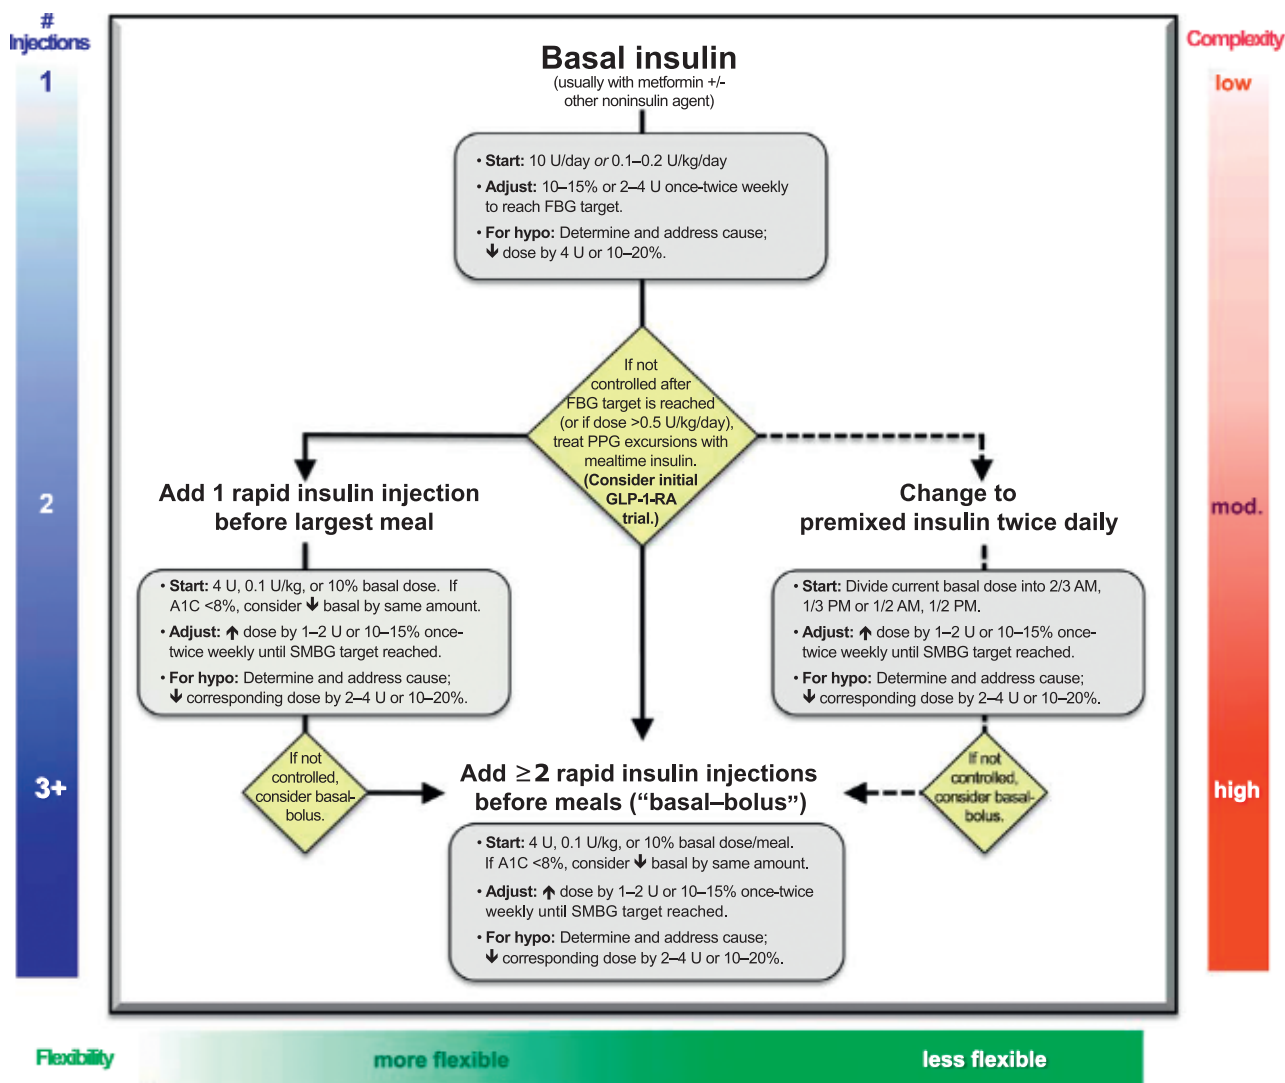 #
Injections
1
2
3+
Complexity
low
mod.
high
Basal insulin
(usually with metformin +/-
other noninsulin agent)
• Start: 10 U/day or 0.1–0.2 U/kg/day
• Adjust: 10–15% or 2–4 U once-twice weekly
to reach FBG target.
• For hypo: Determine and address cause;
↓ dose by 4 U or 10–20%.
If not
controlled after
FBG target is reached
(or if dose >0.5 U/kg/day),
treat PPG excursions with
mealtime insulin.
(Consider initial
GLP-1-RA
trial.)
Add 1 rapid insulin injection
before largest meal
• Start: 4 U, 0.1 U/kg, or 10% basal dose. If
A1C <8%, consider ↓ basal by same amount.
• Adjust: ↑ dose by 1–2 U or 10–15% once-
twice weekly until SMBG target reached.
• For hypo: Determine and address cause;
↓ corresponding dose by 2–4 U or 10–20%.
If not
controlled,
consider basal-
bolus.
Change to
premixed insulin twice daily
• Start: Divide current basal dose into 2/3 AM,
1/3 PM or 1/2 AM, 1/2 PM.
• Adjust: ↑ dose by 1–2 U or 10–15% once-
twice weekly until SMBG target reached.
• For hypo: Determine and address cause;
↓ corresponding dose by 2–4 U or 10–20%.
If not
controlled,
consider basal-
bolus.
Add ≥2 rapid insulin injections
before meals (“basal–bolus”)
• Start: 4 U, 0.1 U/kg, or 10% basal dose/meal.
If A1C <8%, consider ↓ basal by same amount.
• Adjust: ↑ dose by 1–2 U or 10–15% once-twice
weekly until SMBG target reached.
• For hypo: Determine and address cause;
↓ corresponding dose by 2–4 U or 10–20%.
Flexibility
more flexible
less flexible